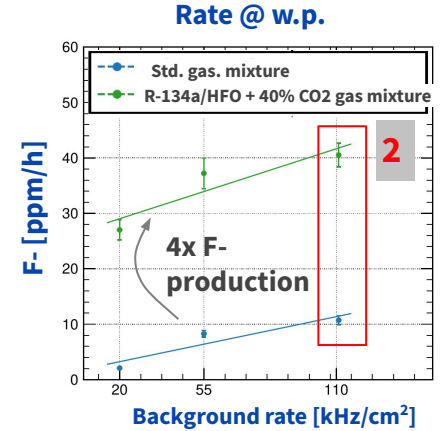 Rate @ w.p.
60
Std. gas. mixture
R-134a/HFO + 40% CO2 gas mixture
50
2
40
F- [ppm/h]
30
4x F-
production
20
10
0
20 55 110
Background rate [kHz/cm²]